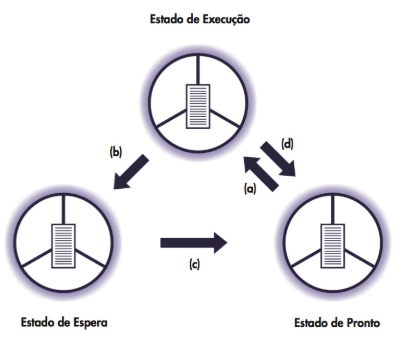 Estado de Execução
(b)
(d)
(a)
(c)
Estado de Espera
Estado de Pronto